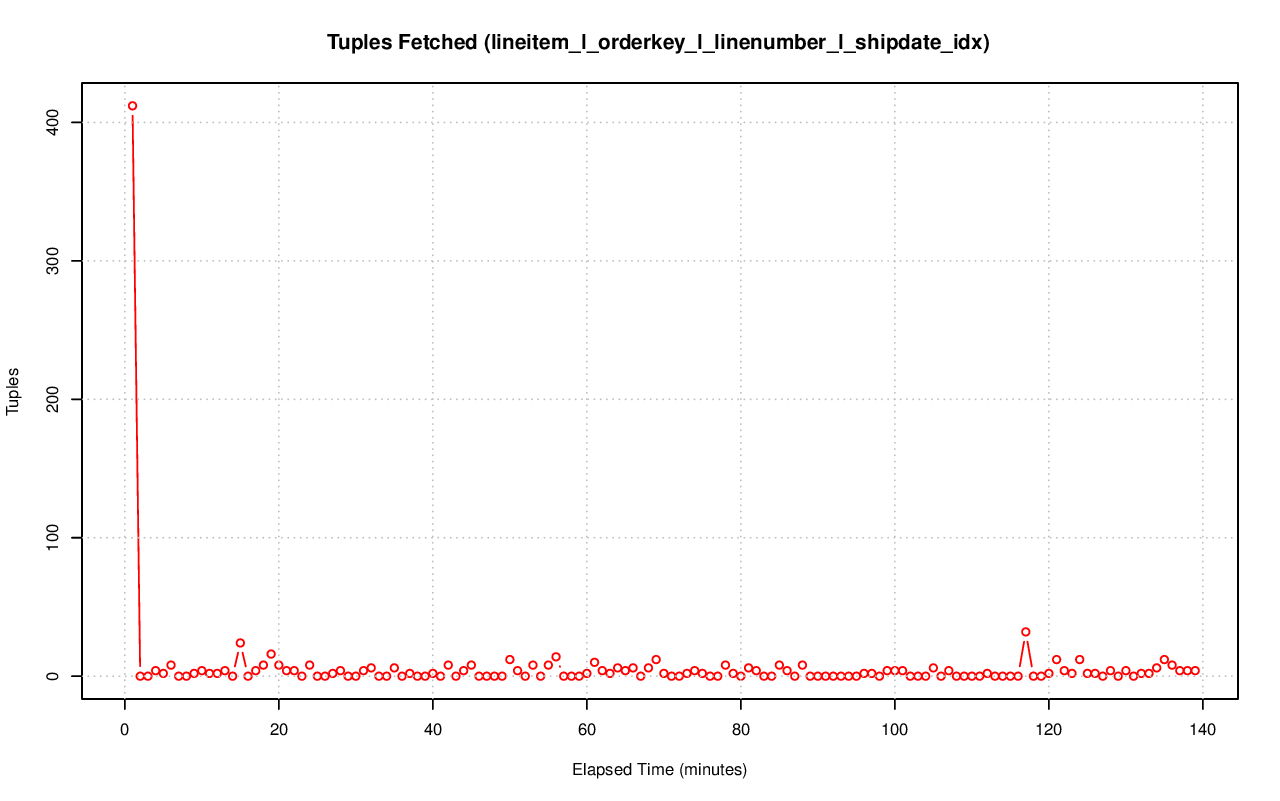 Tuples Fetched (lineitem_l_orderkey_l_linenumber_l_shipdate_idx)
Tuples
400
300
200
100
0
0 20 40 60 80 100 120 140
Elapsed Time (minutes)